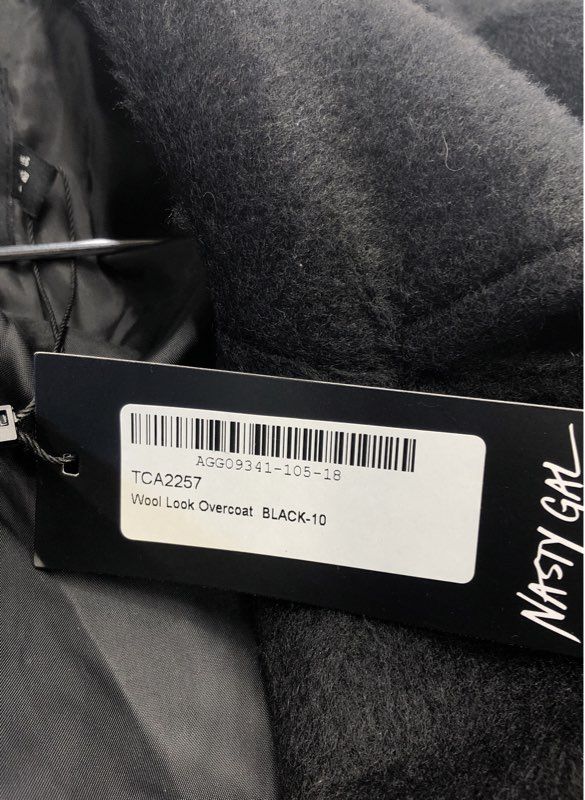 AGG09341-105-18
TCA2257
Wool Look Overcoat BLACK-10
NASTY GAL